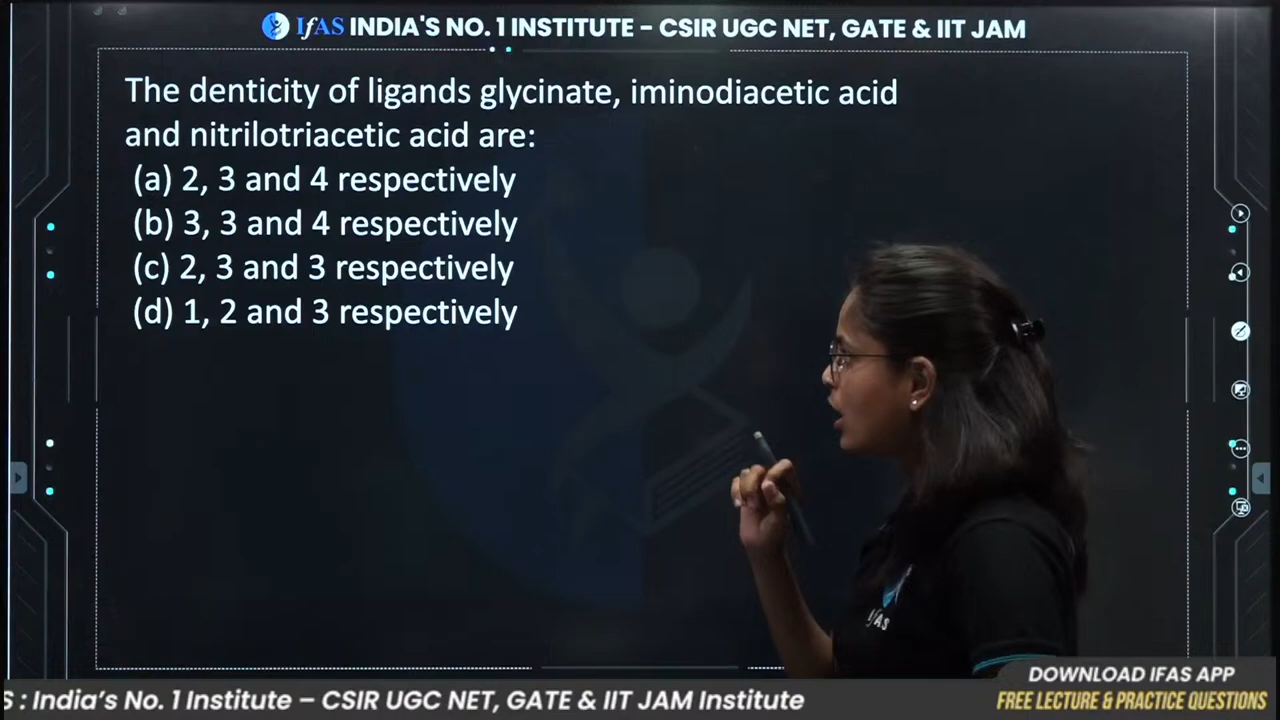 IfAS INDIA'S NO. 1 INSTITUTE – CSIR UGC NET, GATE & IIT JAM
The denticity of ligands glycinate, iminodiacetic acid
and nitrilotriacetic acid are:
(a) 2, 3 and 4 respectively
(b) 3, 3 and 4 respectively
(c) 2, 3 and 3 respectively
(d) 1, 2 and 3 respectively
IfAS
DOWNLOAD IFAS APP
S : India's No. 1 Institute – CSIR UGC NET, GATE & IIT JAM Institute
FREE LECTURE & PRACTICE QUESTIONS